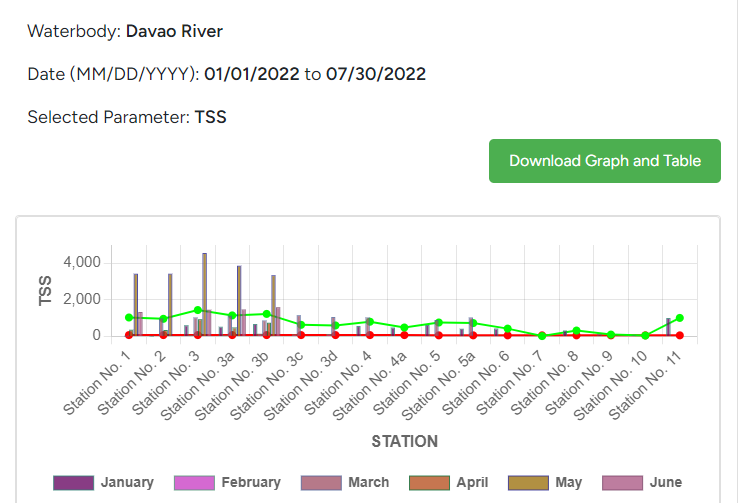 Waterbody: Davao River
Date (MM/DD/YYYY): 01/01/2022 to 07/30/2022
Selected Parameter: TSS
Download Graph and Table
TSS
4,000
2,000
0
Station No. 1
Station No. 2
Station No. 3
Station No. 3a
Station No. 3b
Station No. 3c
Station No. 3d
Station No. 4
Station No. 4a
Station No. 5
Station No. 5a
Station No. 6
Station No. 7
Station No. 8
Station No. 9
Station No. 10
Station No. 11
STATION
January February March April May June